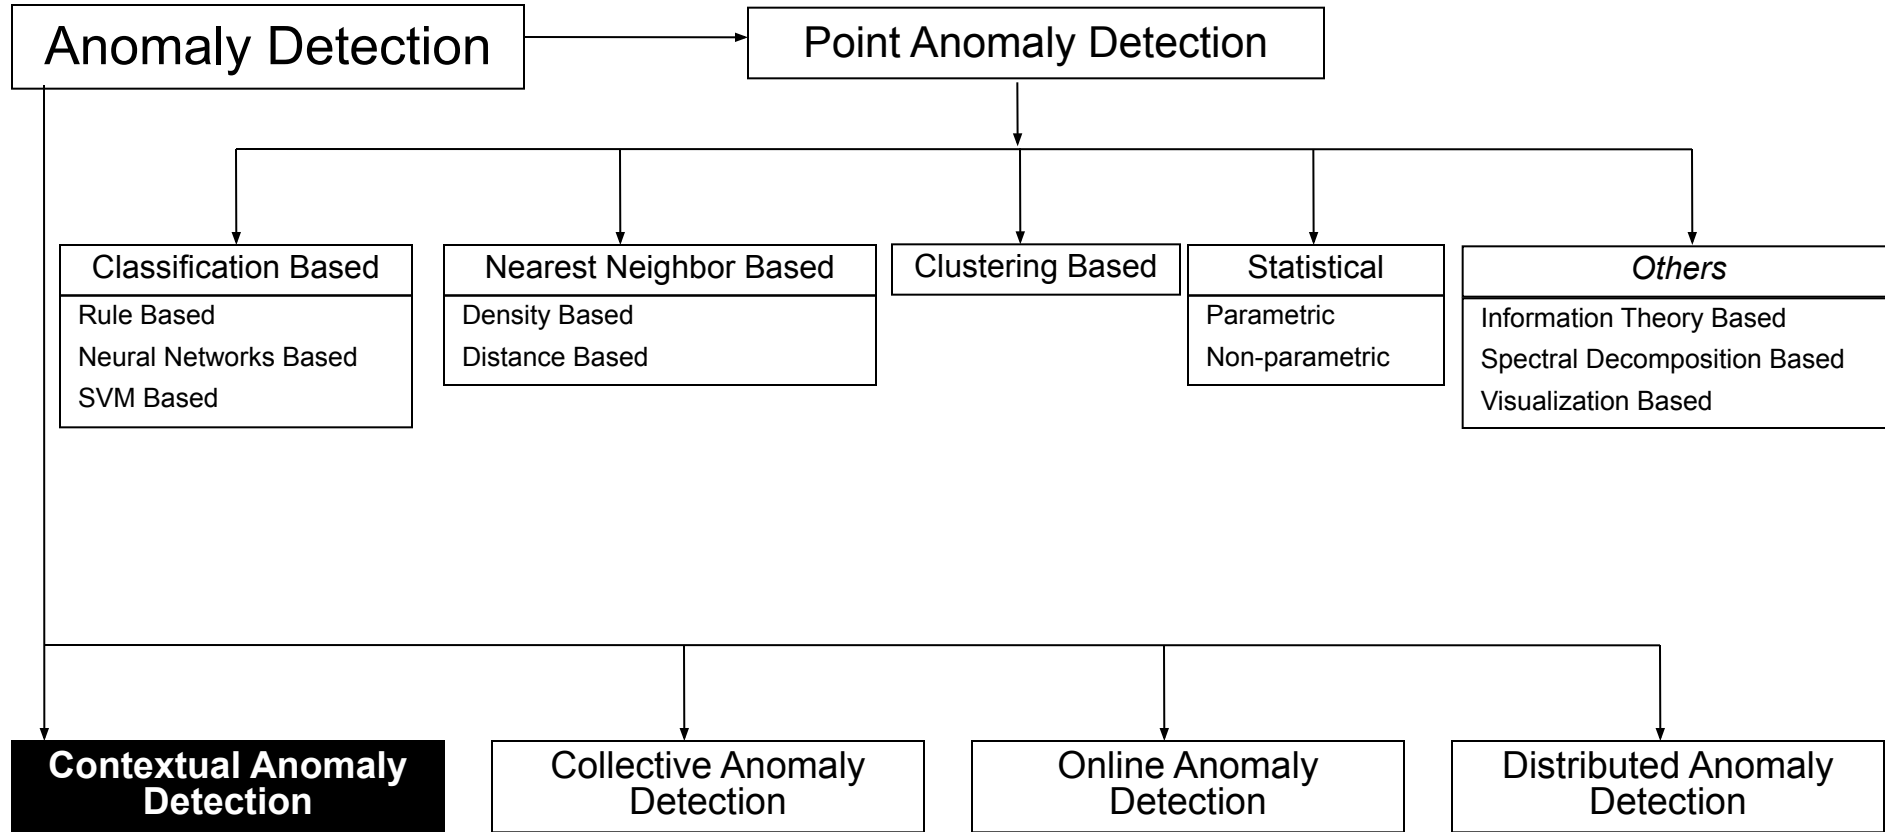 Anomaly Detection
Point Anomaly Detection
Classification Based
Rule Based
Neural Networks Based
SVM Based
Nearest Neighbor Based
Density Based
Distance Based
Clustering Based
Statistical
Parametric
Non-parametric
Others
Information Theory Based
Spectral Decomposition Based
Visualization Based
Contextual Anomaly
Detection
Collective Anomaly
Detection
Online Anomaly
Detection
Distributed Anomaly
Detection